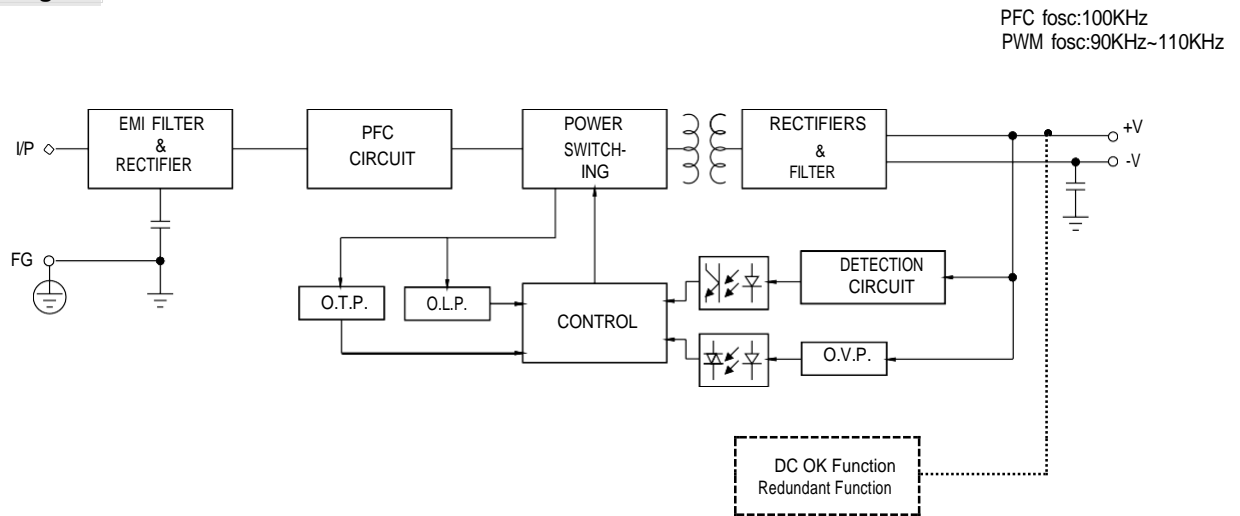 PFC fosc:100KHz
PWM fosc:90KHz~110KHz
I/P
EMI FILTER
&
RECTIFIER
PFC
CIRCUIT
POWER
SWITCH-
ING
RECTIFIERS
&
FILTER
+V
-V
FG
O.T.P.
O.L.P.
CONTROL
DETECTION
CIRCUIT
O.V.P.
DC OK Function
Redundant Function